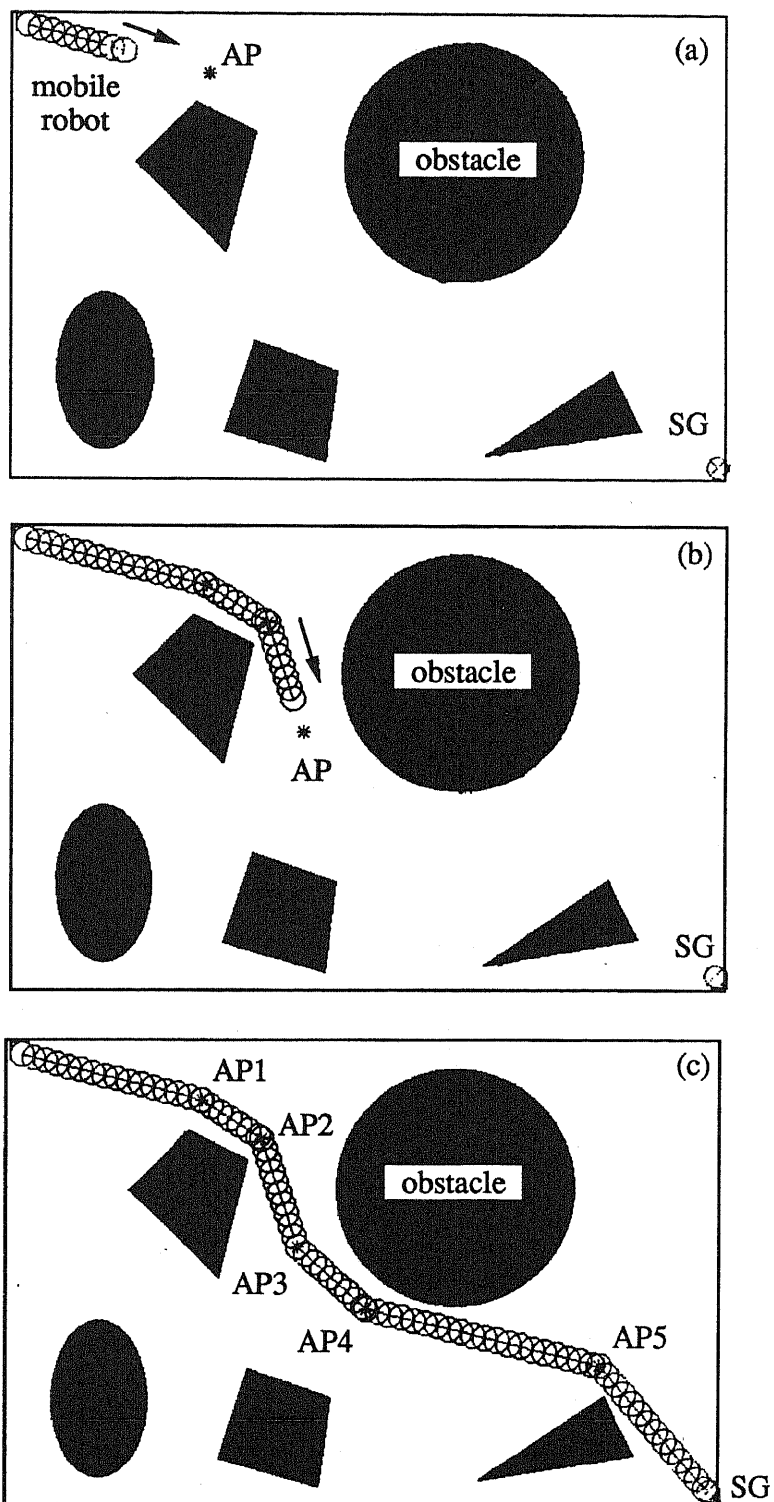 (a)
AP
mobile
robot
obstacle
SG
(b)
obstacle
AP
SG
(c)
AP1
AP2
obstacle
AP3
AP4
AP5
SG